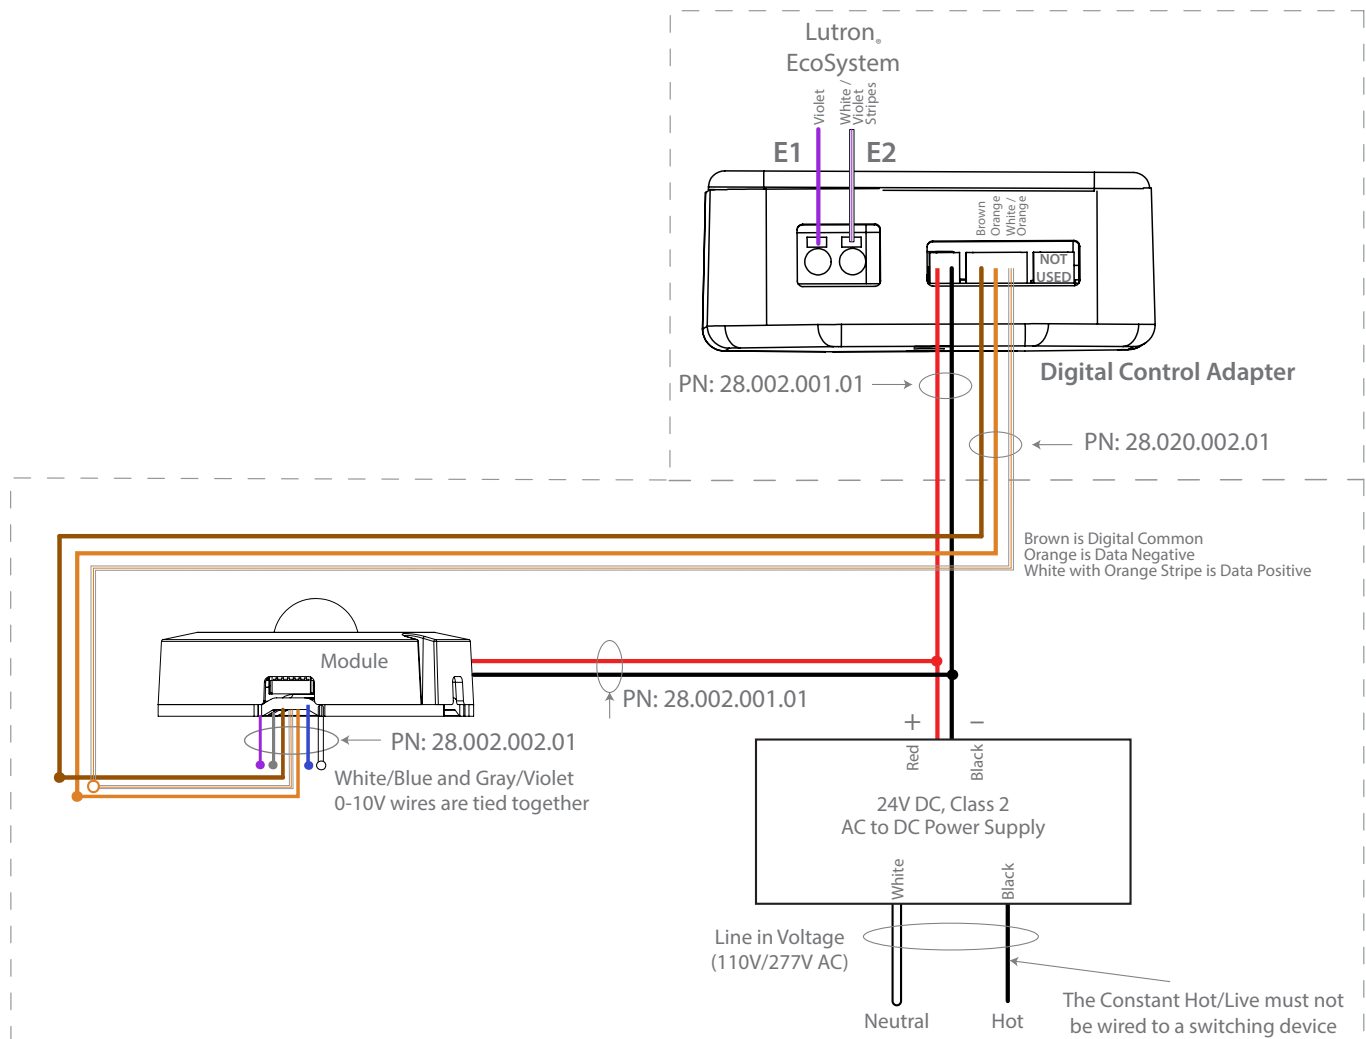 Lutron®
EcoSystem
Violet
White /
Violet
Stripes
E1
E2
Brown
Orange
White /
Orange
NOT
USED
PN: 28.002.001.01
Digital Control Adapter
PN: 28.020.002.01
Brown is Digital Common
Orange is Data Negative
White with Orange Stripe is Data Positive
Module
PN: 28.002.001.01
PN: 28.002.002.01
White/Blue and Gray/Violet
0-10V wires are tied together
+
−
Red
Black
24V DC, Class 2
AC to DC Power Supply
White
Black
Line in Voltage
(110V/277V AC)
Neutral
Hot
The Constant Hot/Live must not
be wired to a switching device